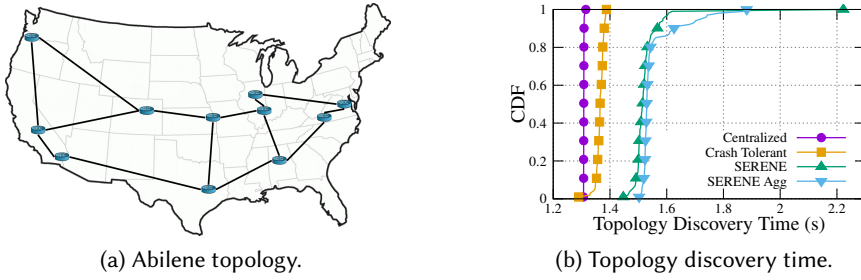 1
0.8
0.6
0.4
0.2
0
CDF
Centralized
Crash Tolerant
SERENE
SERENE Agg
1.2 1.4 1.6 1.8 2 2.2
Topology Discovery Time (s)
(a) Abilene topology. (b) Topology discovery time.